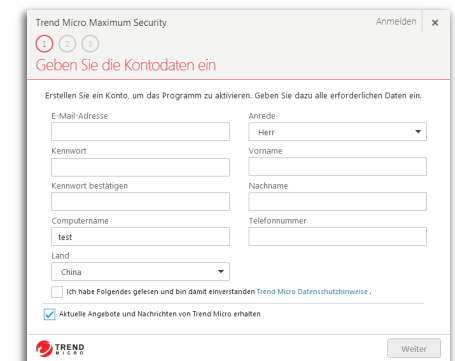 Trend Micro Maximum Security
Anmelden ×
1 2 3
Geben Sie die Kontodaten ein
Erstellen Sie ein Konto, um das Programm zu aktivieren. Geben Sie dazu alle erforderlichen Daten ein.
E-Mail-Adresse
Anrede
Herr
Kennwort
Vorname
Kennwort bestätigen
Nachname
Computername
Telefonnummer
test
Land
China
Ich habe Folgendes gelesen und bin damit einverstanden Trend Micro Datenschutzhinweise .
Aktuelle Angebote und Nachrichten von Trend Micro erhalten
TREND
MICRO
Weiter